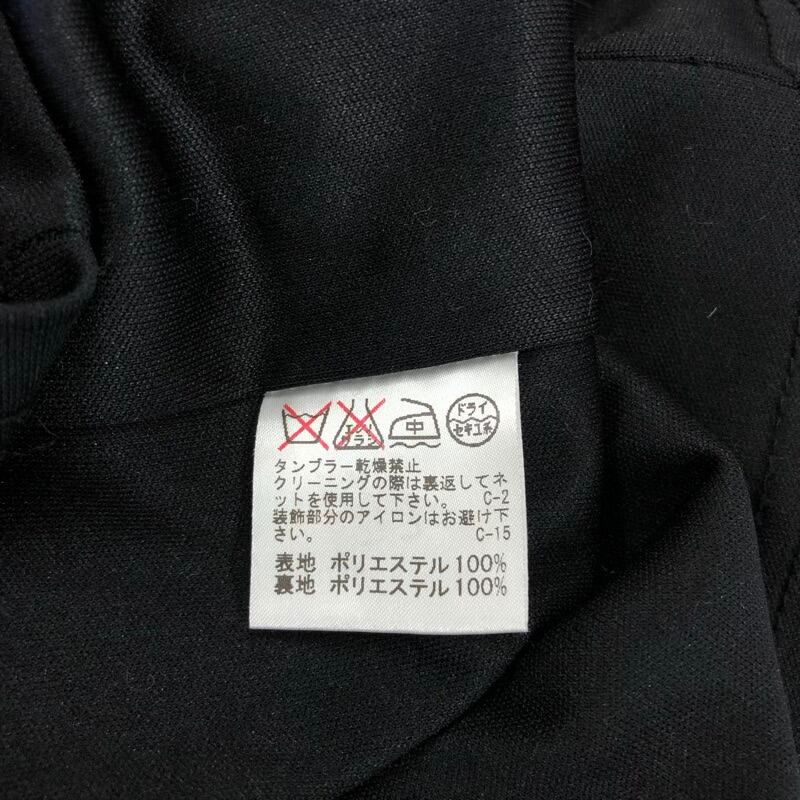 エンソ
サラシ
中
ドライ
セキユ系
タンブラー乾燥禁止
クリーニングの際は裏返してネ
ットを使用して下さい。 C-2
装飾部分のアイロンはお避け下
さい。 C-15
表地 ポリエステル100%
裏地 ポリエステル100%